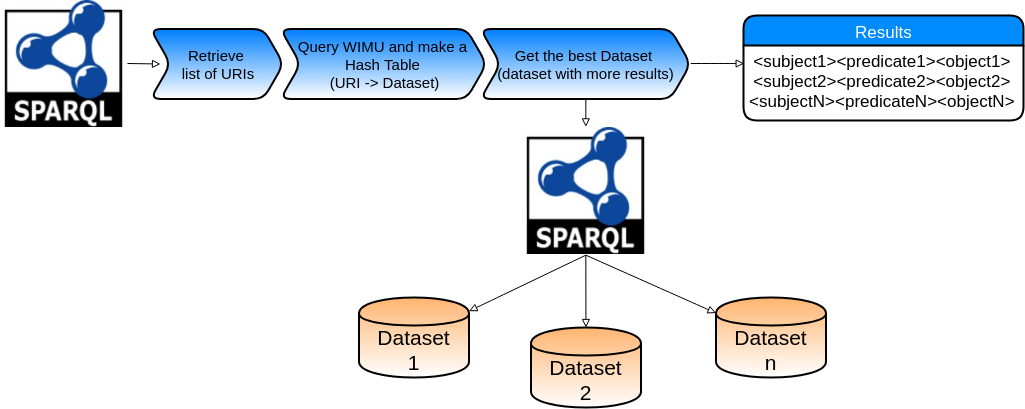 SPARQL
Retrieve
list of URIs
Query WIMU and make a
Hash Table
(URI -> Dataset)
Get the best Dataset
(dataset with more results)
Results
<subject1><predicate1><object1>
<subject2><predicate2><object2>
<subjectN><predicateN><objectN>
SPARQL
Dataset
1
Dataset
2
Dataset
n